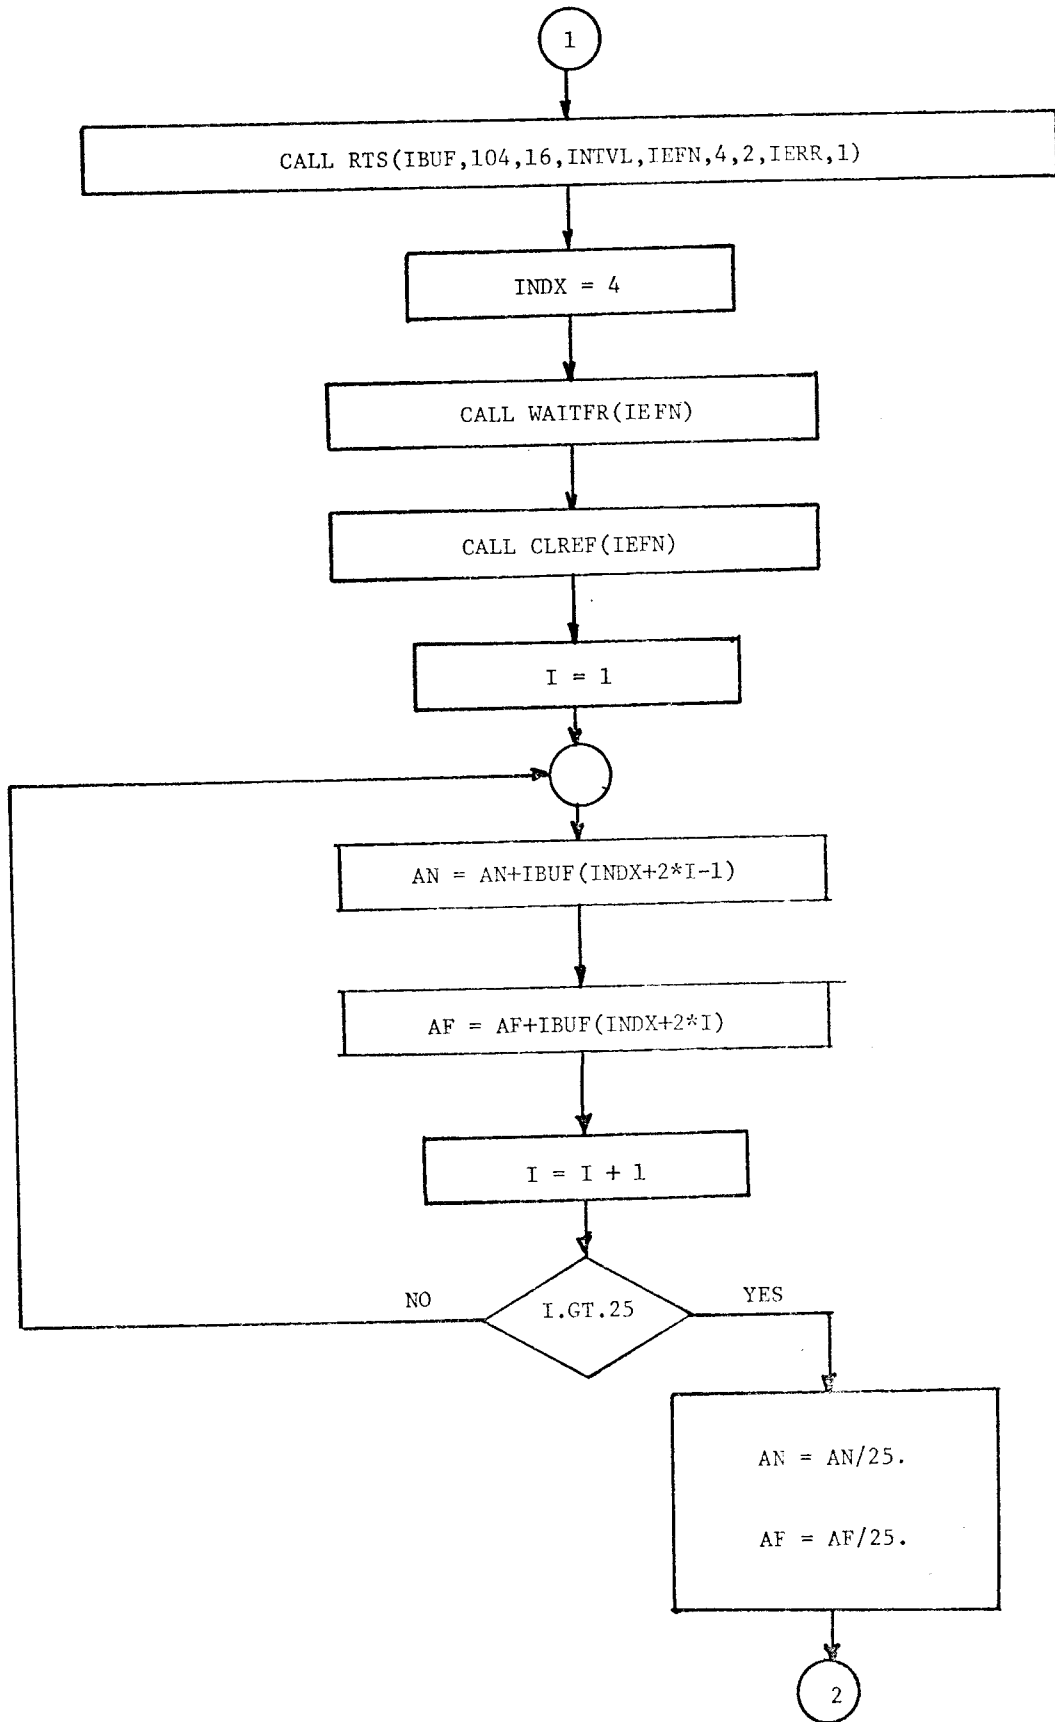 1
CALL RTS(IBUF,104,16,INTVL,IEFN,4,2,IERR,1)
INDX = 4
CALL WAITFR(IEFN)
CALL CLREF(IEFN)
I = 1
AN = AN+IBUF(INDX+2*I-1)
AF = AF+IBUF(INDX+2*I)
I = I + 1
NO
I.GT.25
YES
AN = AN/25.
AF = AF/25.
2